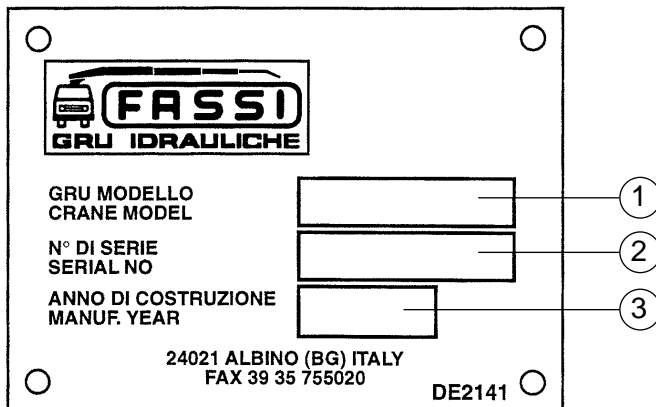 FASSI
GRU IDRAULICHE
GRU MODELLO
CRANE MODEL
1
N° DI SERIE
SERIAL NO
2
ANNO DI COSTRUZIONE
MANUF. YEAR
3
24021 ALBINO (BG) ITALY
FAX 39 35 755020
DE2141